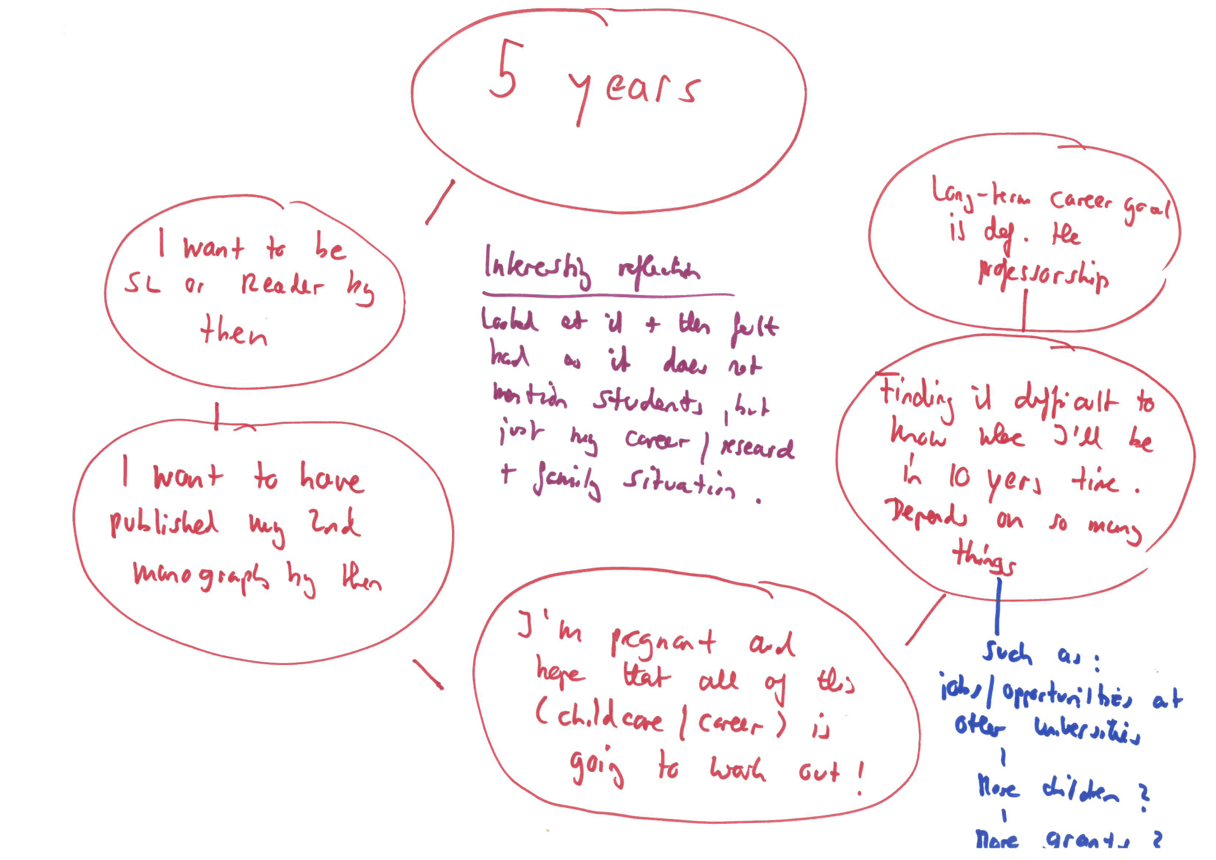 5 years
I want to be
SL or Reader by
then
I want to have
published my 2nd
monograph by then
I'm pregnant and
hope that all of this
(childcare / career) is
going to work out!
Finding it difficult to
know where I'll be
in 10 yers time.
Depends on so many
things
Long-term career goal
is def. the
professorship
such as:
jobs/opportunities at
other universities
More children?
More grants?
Interesting reflection
Looked at it + then felt
bad as it does not
mention students, but
just my career / research
+ family situation.